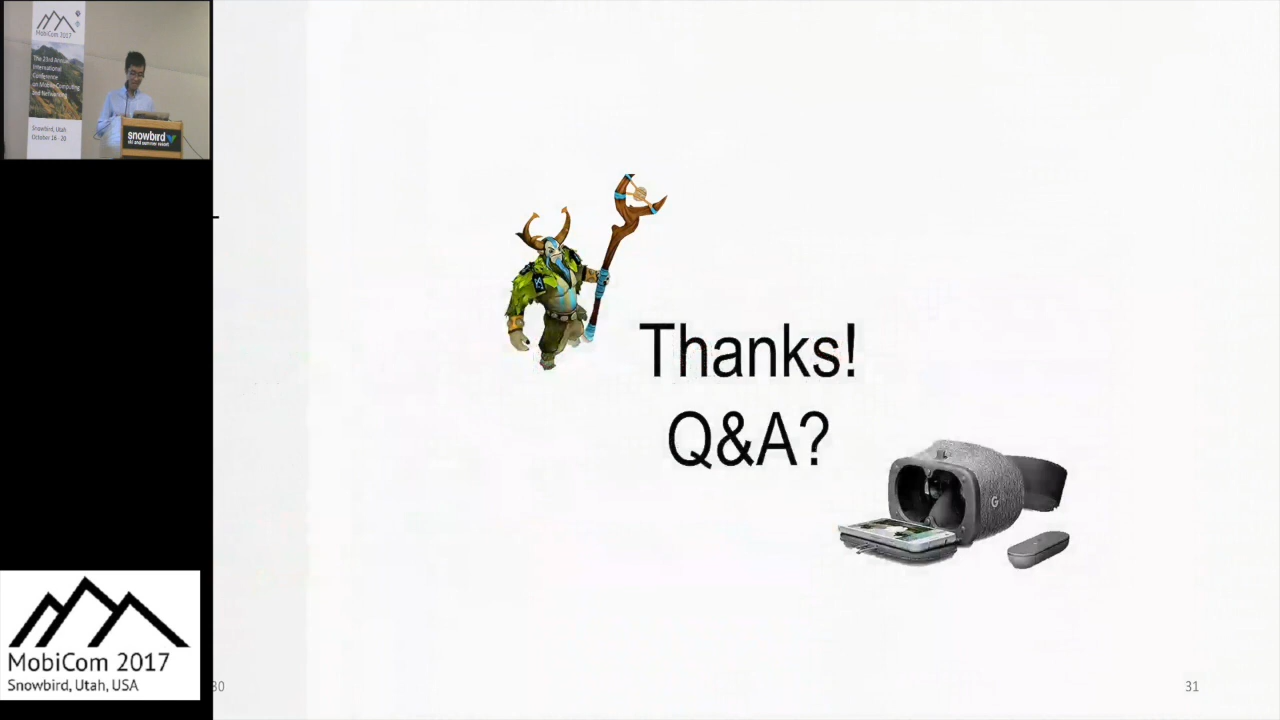 MobiCom 2017
The 23rd Annual
International
Conference
on Mobile Computing
and Networking
Snowbird, Utah
October 16 - 20
snowbird
ski and summer resort
Thanks!
Q&A?
G
MobiCom 2017
Snowbird, Utah, USA
30
31